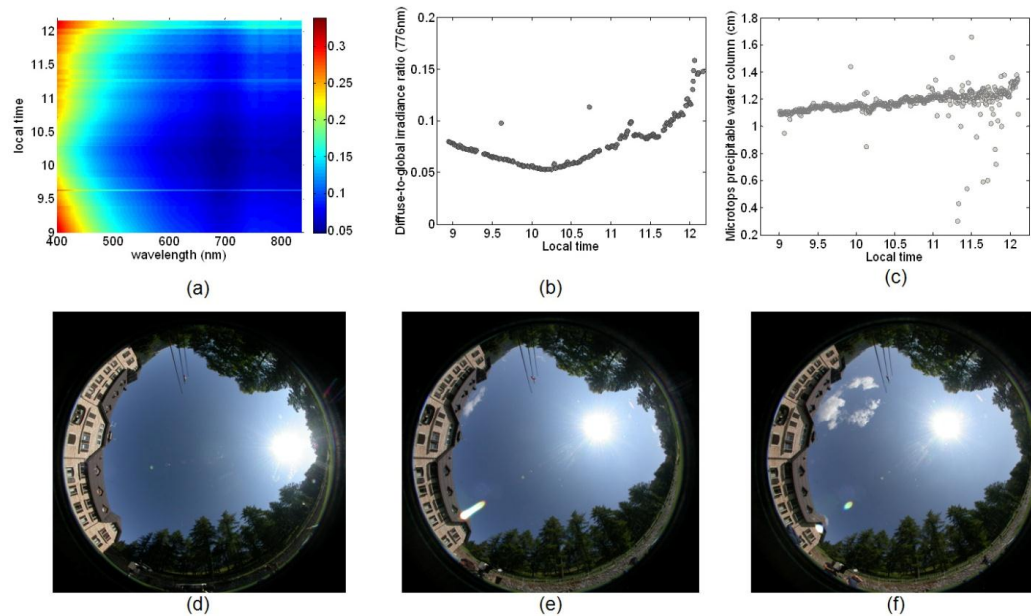 12
11.5
11
10.5
10
9.5
9
local time
400 500 600 700 800
wavelength (nm)
0.3
0.25
0.2
0.15
0.1
0.05
(a)
0.2
0.15
0.1
0.05
0
Diffuse-to-global irradiance ratio (776nm)
9 9.5 10 10.5 11 11.5 12
Local time
(b)
1.8
1.6
1.4
1.2
1
0.8
0.6
0.4
0.2
Microtops precipitable water column (cm)
9 9.5 10 10.5 11 11.5 12
Local time
(c)
(d)
(e)
(f)